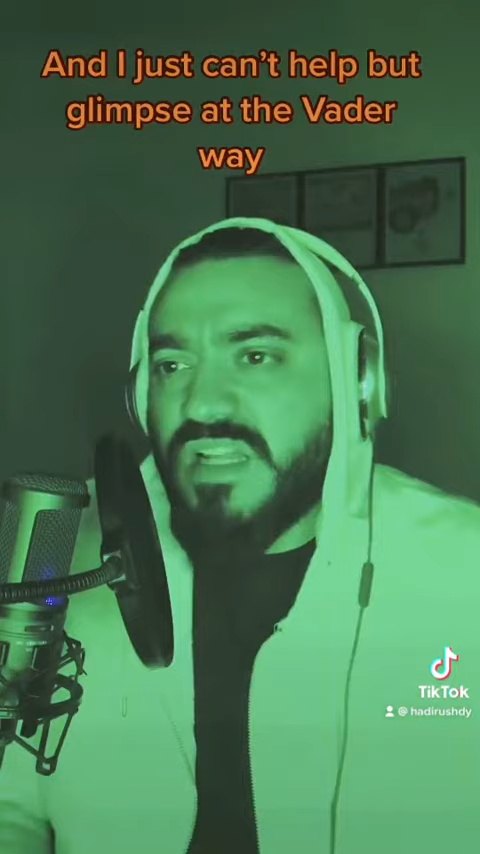 And I just can't help but
glimpse at the Vader
way
TikTok
@ hadirushdy